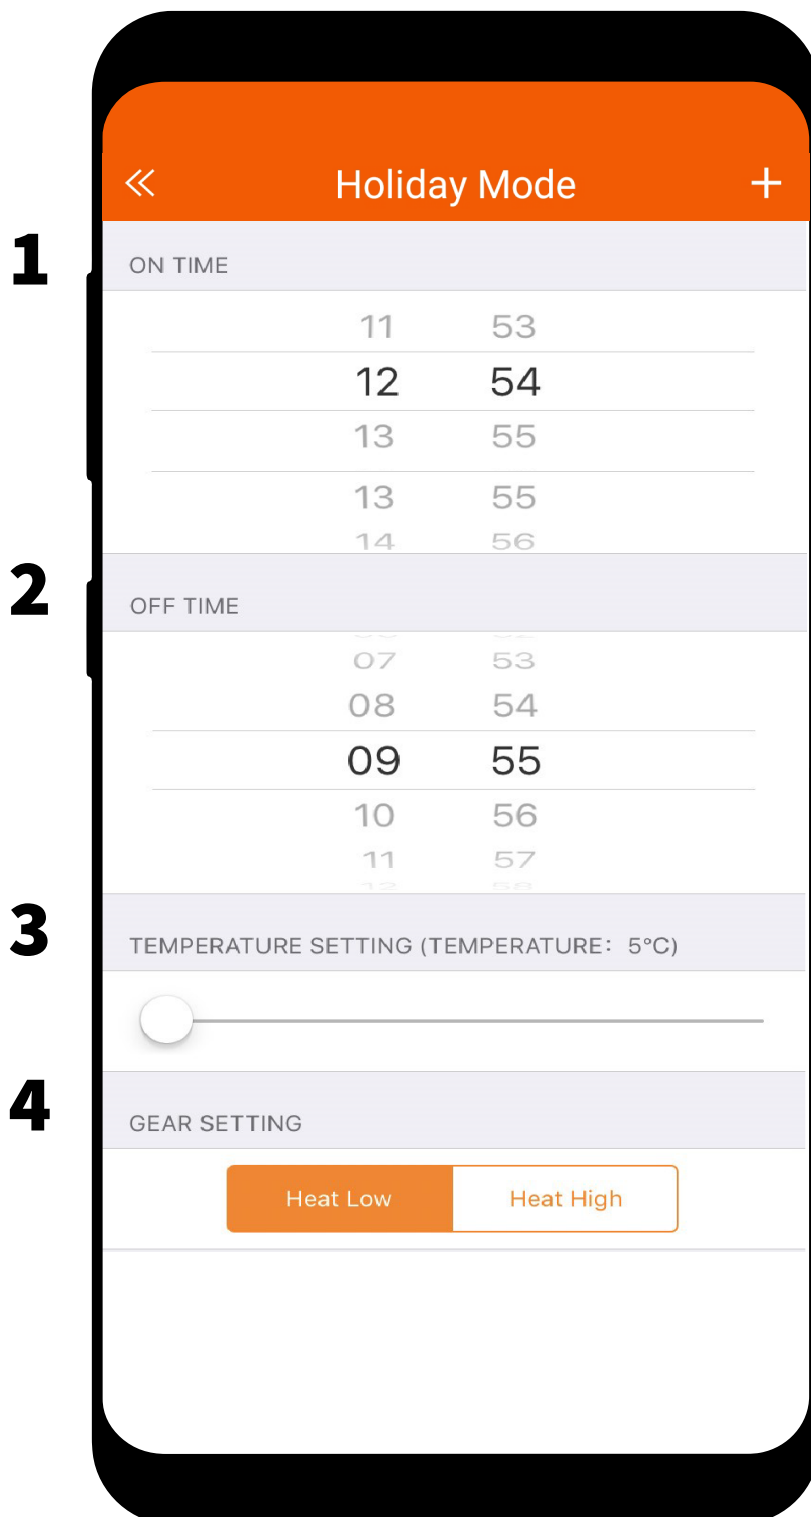 Holiday Mode +
1
ON TIME
11 53
12 54
13 55
13 55
14 56
2
OFF TIME
07 53
08 54
09 55
10 56
11 57
12 58
3
TEMPERATURE SETTING (TEMPERATURE: 5°C)
4
GEAR SETTING
Heat Low Heat High